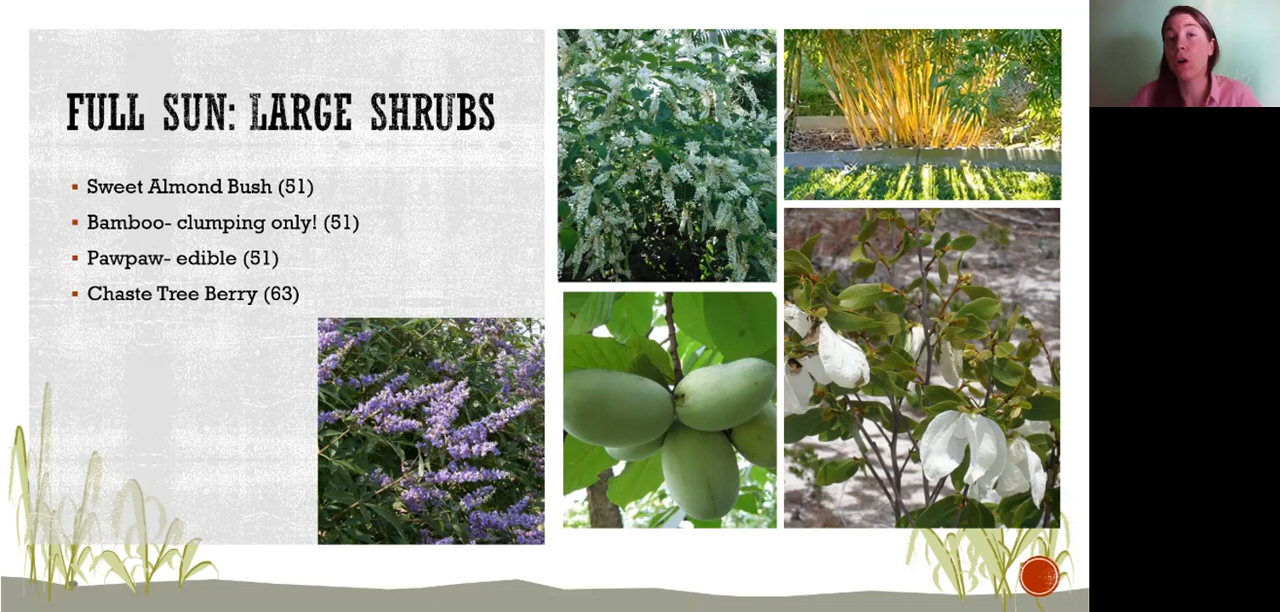 FULL SUN: LARGE SHRUBS
Sweet Almond Bush (51)
Bamboo- clumping only! (51)
Pawpaw- edible (51)
Chaste Tree Berry (63)